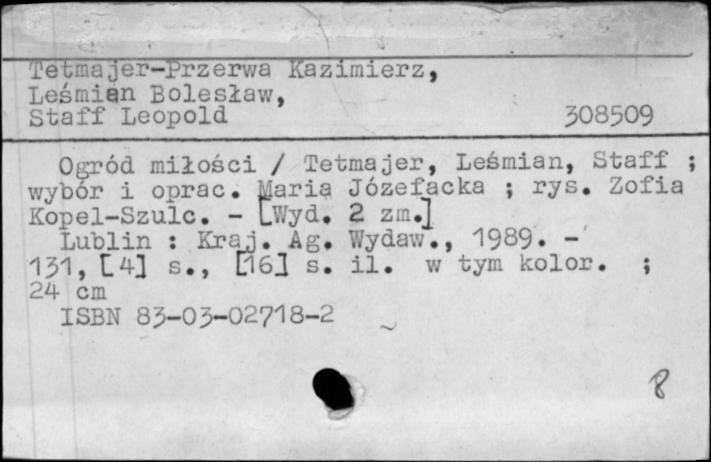 Tetmajer-Przerwa Kazimierz,
Leśmian Bolesław,
Staff Leopold 308509
Ogród miłości / Tetmajer, Leśmian, Staff ;
wybór i oprac. Maria Józefacka ; rys. Zofia
Kopel-Szulc. - [Wyd. 2 zm.]
Lublin : Kraj. Ag. Wydaw., 1989. -
131, [4] s., [16] s. il. w tym kolor. ;
24 cm
ISBN 83-03-02718-2
8